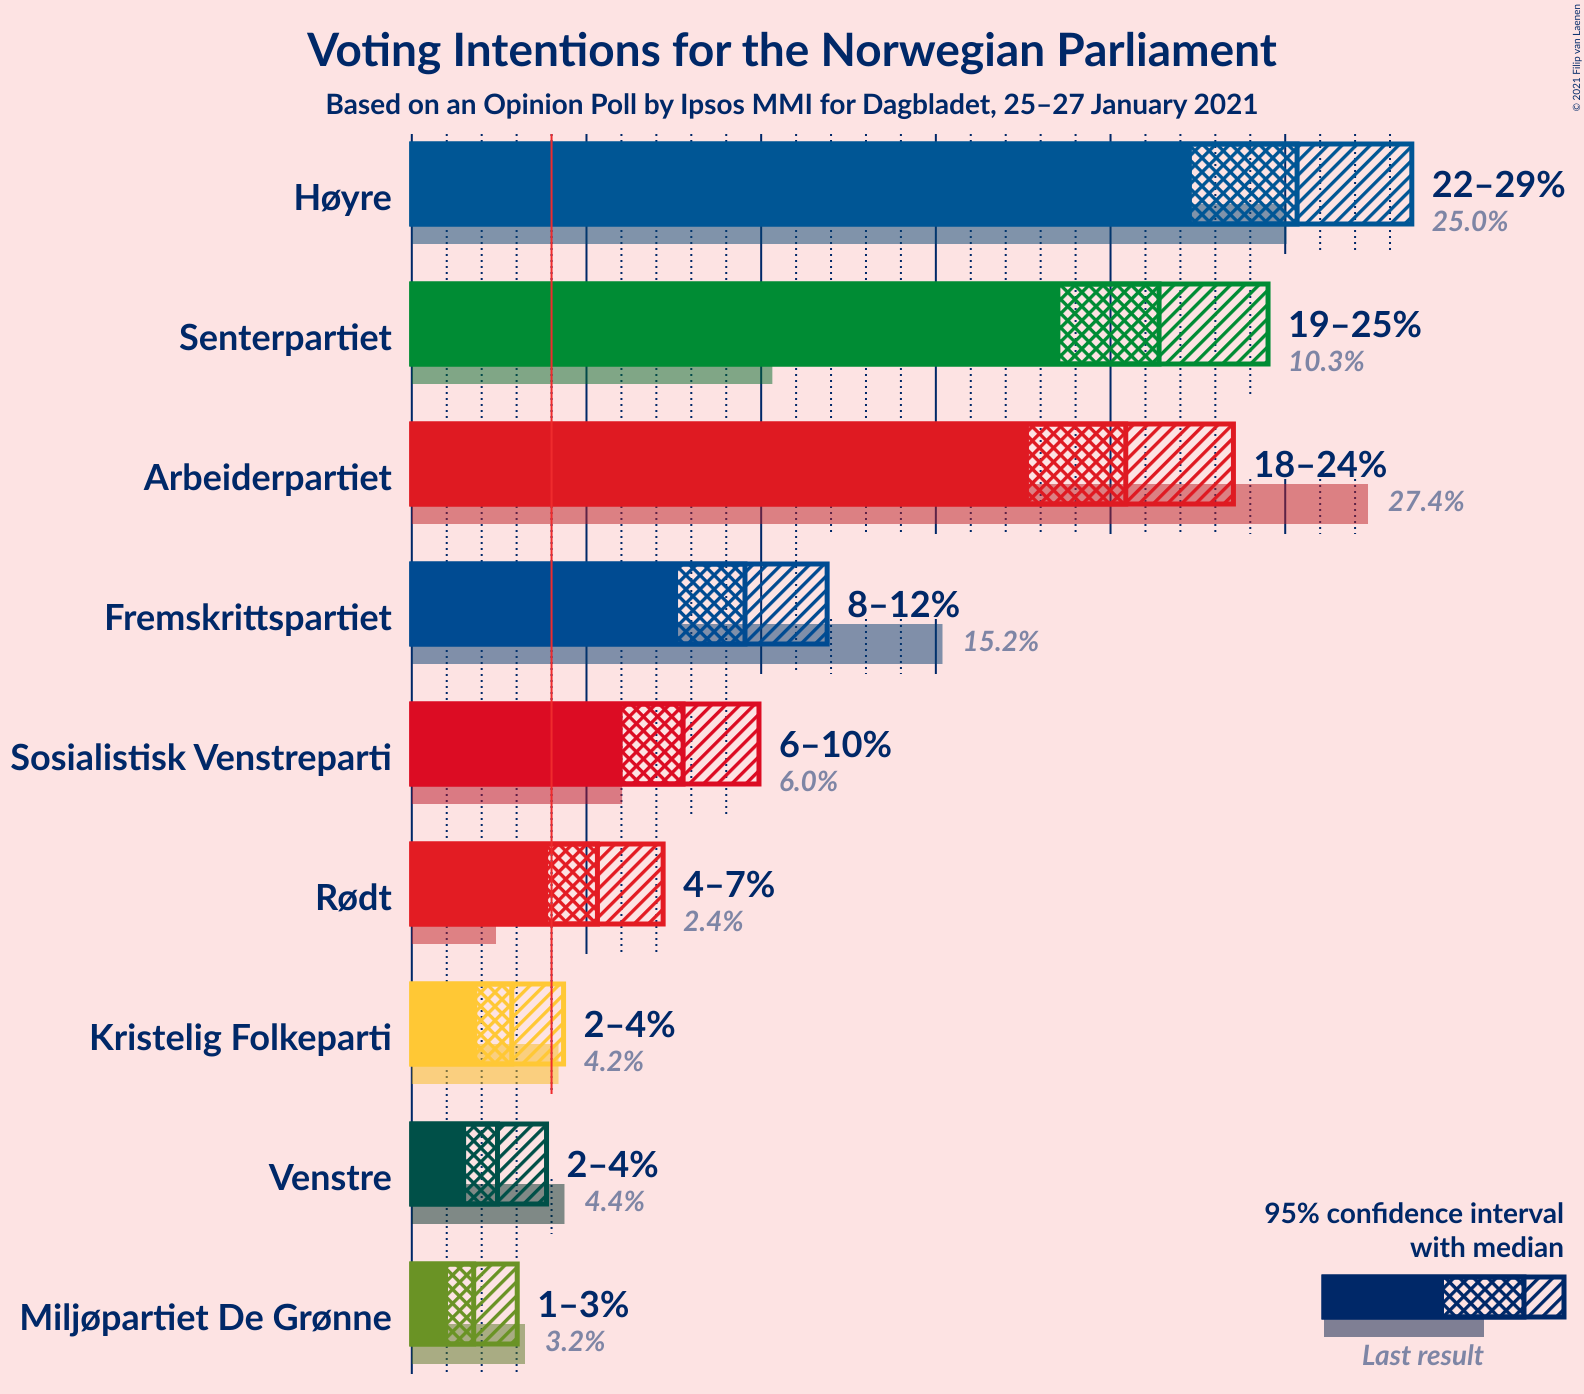 Voting Intentions for the Norwegian Parliament
Based on an Opinion Poll by Ipsos MMI for Dagbladet, 25–27 January 2021
© 2021 Filip van Laenen
Høyre
22–29%
25.0%
Senterpartiet
19–25%
10.3%
Arbeiderpartiet
18–24%
27.4%
Fremskrittspartiet
8–12%
15.2%
Sosialistisk Venstreparti
6–10%
6.0%
Rødt
4–7%
2.4%
Kristelig Folkeparti
2–4%
4.2%
Venstre
2–4%
4.4%
Miljøpartiet De Grønne
1–3%
3.2%
95% confidence interval
with median
Last result